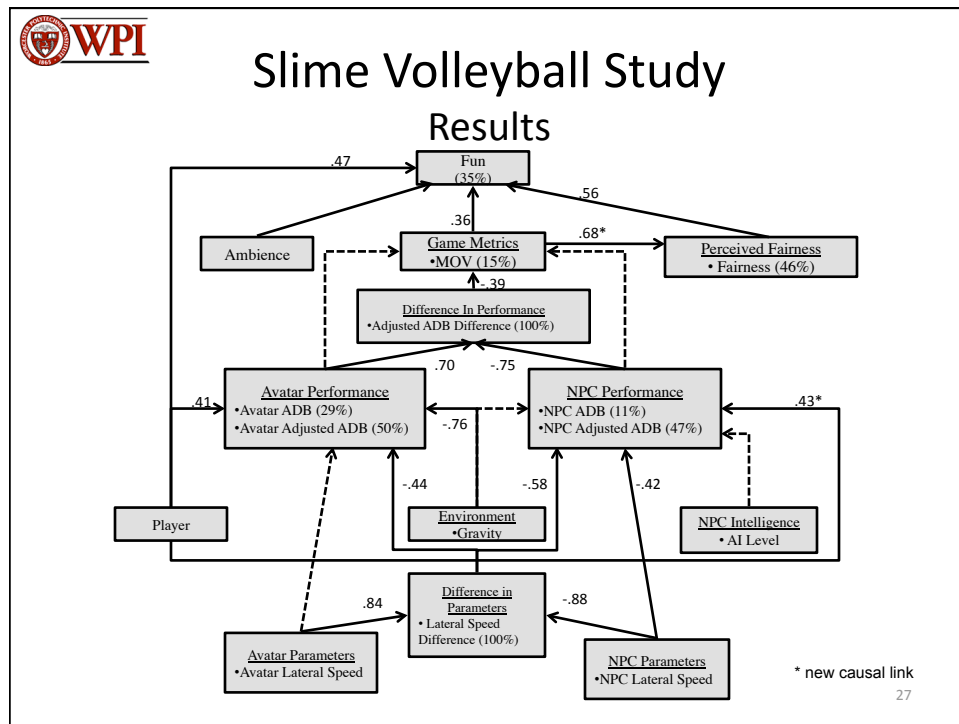 WPI
Slime Volleyball Study
Results
.47
Fun
(35%)
.56
.36
.68*
Ambience
Game Metrics
•MOV (15%)
Perceived Fairness
• Fairness (46%)
-.39
Difference In Performance
•Adjusted ADB Difference (100%)
.70
-.75
Avatar Performance
•Avatar ADB (29%)
•Avatar Adjusted ADB (50%)
NPC Performance
•NPC ADB (11%)
•NPC Adjusted ADB (47%)
.41
.43*
-.76
-.44
-.58
-.42
Player
Environment
•Gravity
NPC Intelligence
• AI Level
Difference in
Parameters
• Lateral Speed
Difference (100%)
.84
-.88
Avatar Parameters
•Avatar Lateral Speed
NPC Parameters
•NPC Lateral Speed
* new causal link
27